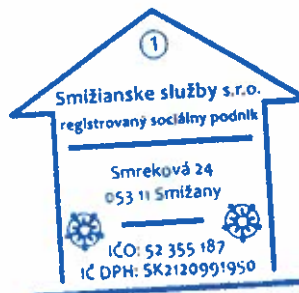 1
Smižianske služby s.r.o.
registrovaný sociálny podnik
Smreková 24
053 11 Smižany
IČO: 52 355 187
IČ DPH: SK2120991950